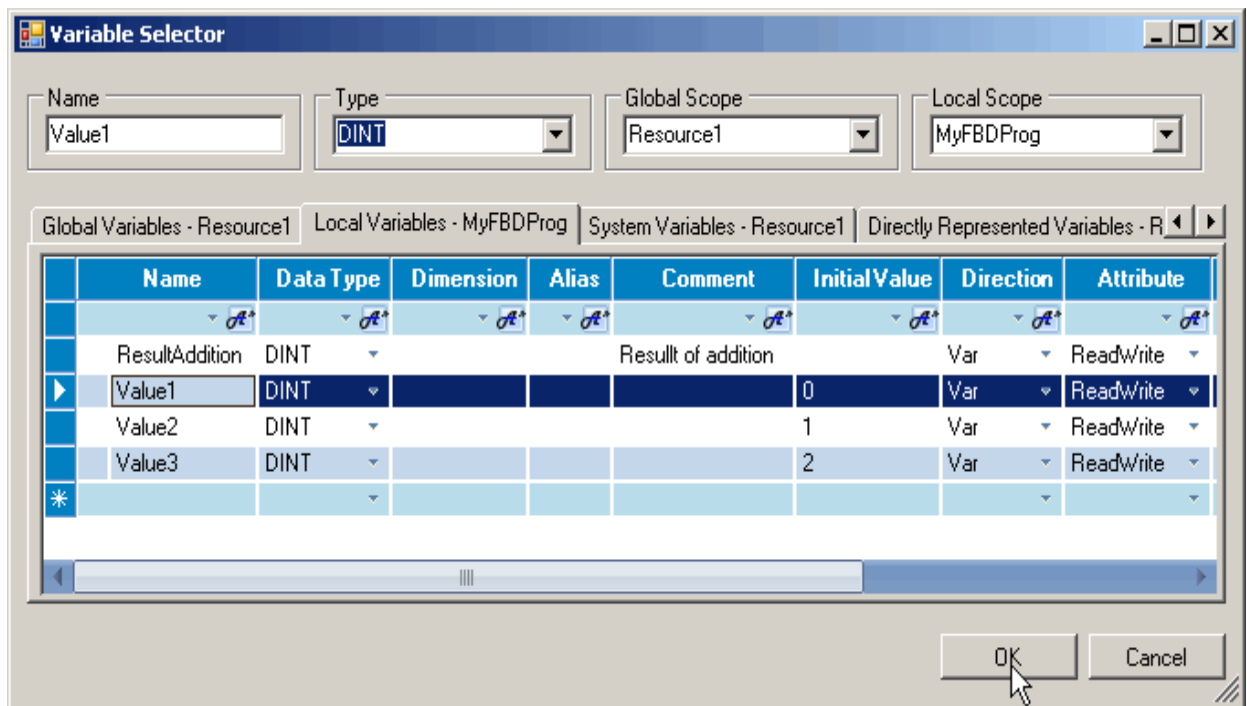 Variable Selector
Name Type Global Scope Local Scope
Value1 DINT Resource1 MyFBDProg
Global Variables - Resource1 Local Variables - MyFBDProg System Variables - Resource1 Directly Represented Variables - R
Name Data Type Dimension Alias Comment Initial Value Direction Attribute
ResultAddition DINT Resullt of addition Var ReadWrite
Value1 DINT 0 Var ReadWrite
Value2 DINT 1 Var ReadWrite
Value3 DINT 2 Var ReadWrite
OK Cancel